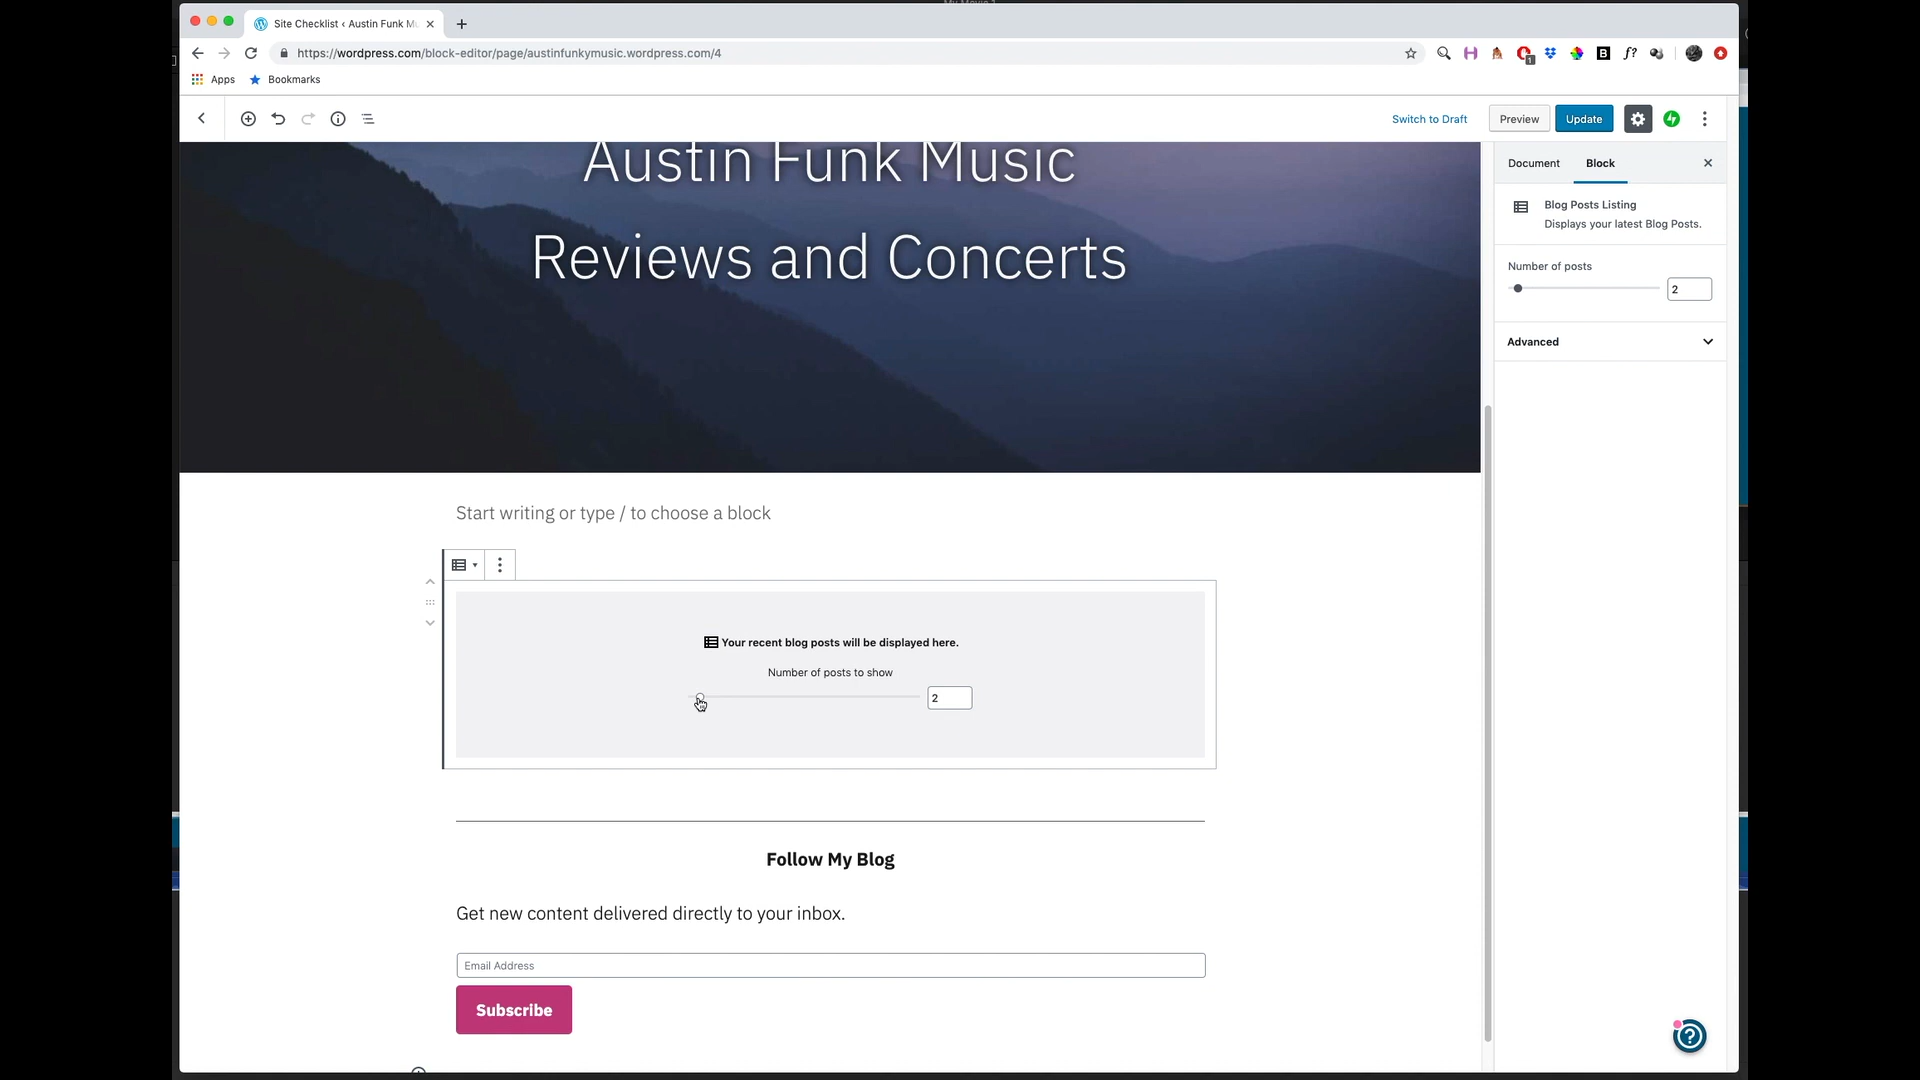 Site Checklist ‹ Austin Funk Mu
https://wordpress.com/block-editor/page/austinfunkymusic.wordpress.com/4
Apps
Bookmarks
Switch to Draft
Preview
Update
Document
Block
Blog Posts Listing
Displays your latest Blog Posts.
Number of posts
2
Advanced
Austin Funk Music
Reviews and Concerts
Start writing or type / to choose a block
Your recent blog posts will be displayed here.
Number of posts to show
2
Follow My Blog
Get new content delivered directly to your inbox.
Email Address
Subscribe